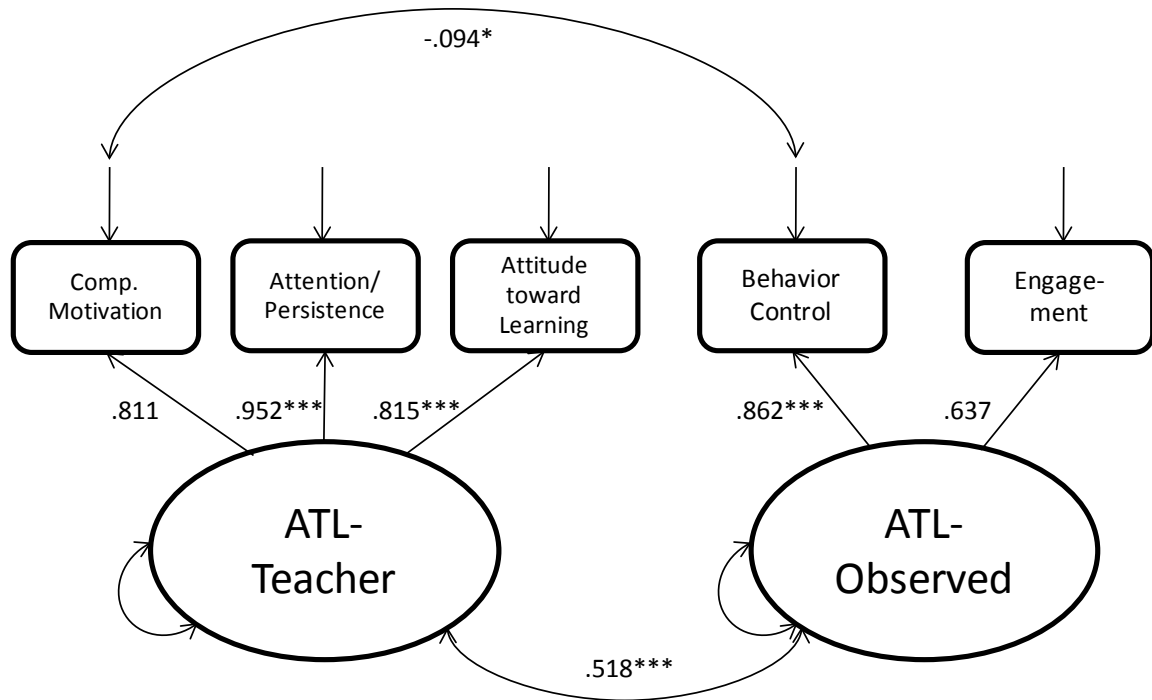 -.094*
Comp.
Motivation
Attention/
Persistence
Attitude
toward
Learning
Behavior
Control
Engage-
ment
.811
.952***
.815***
.862***
.637
ATL-
Teacher
ATL-
Observed
.518***